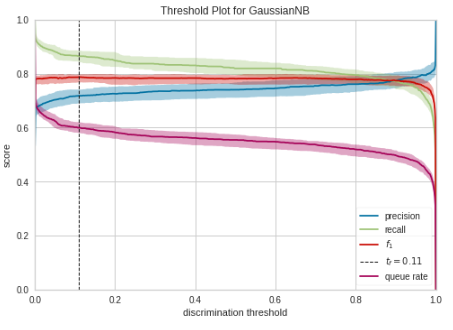 Threshold Plot for GaussianNB
1.0
0.8
0.6
0.4
0.2
0.0
score
0.0 0.2 0.4 0.6 0.8 1.0
discrimination threshold
precision
recall
f₁
tᵣ = 0.11
queue rate